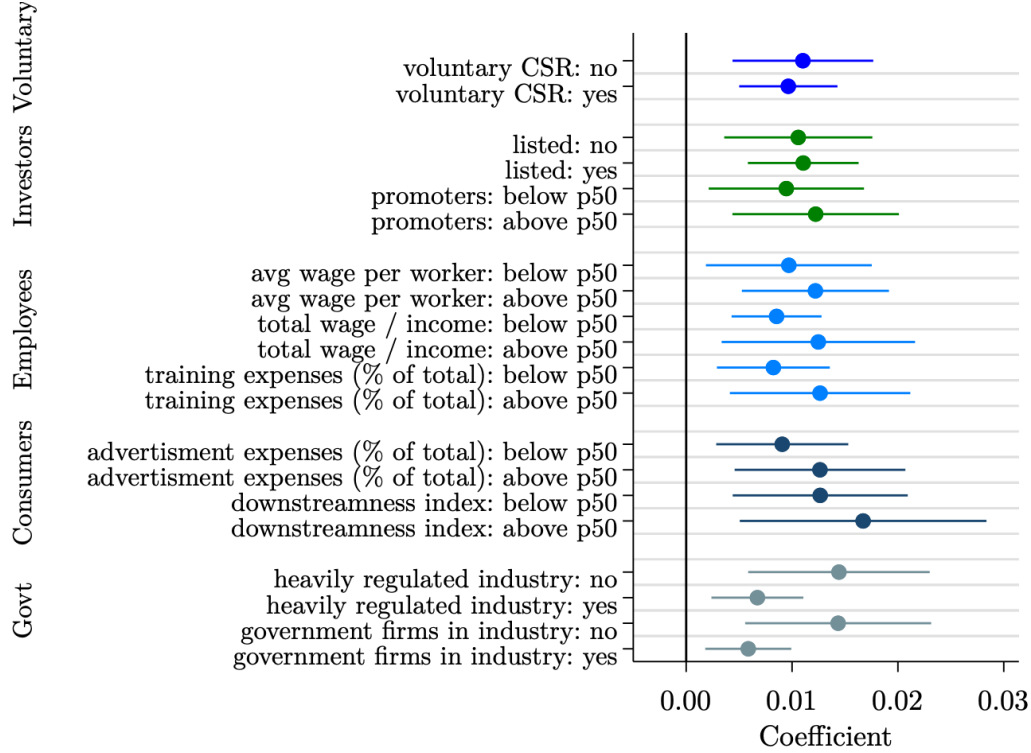 Voluntary
voluntary CSR: no
voluntary CSR: yes
Investors
listed: no
listed: yes
promoters: below p50
promoters: above p50
Employees
avg wage per worker: below p50
avg wage per worker: above p50
total wage / income: below p50
total wage / income: above p50
training expenses (% of total): below p50
training expenses (% of total): above p50
Consumers
advertisment expenses (% of total): below p50
advertisment expenses (% of total): above p50
downstreamness index: below p50
downstreamness index: above p50
Govt
heavily regulated industry: no
heavily regulated industry: yes
government firms in industry: no
government firms in industry: yes
0.00 0.01 0.02 0.03
Coefficient